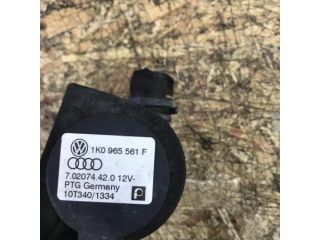 1K0 965 561 F
7.02074.42.0 12V-
PTG Germany
10T340/1334